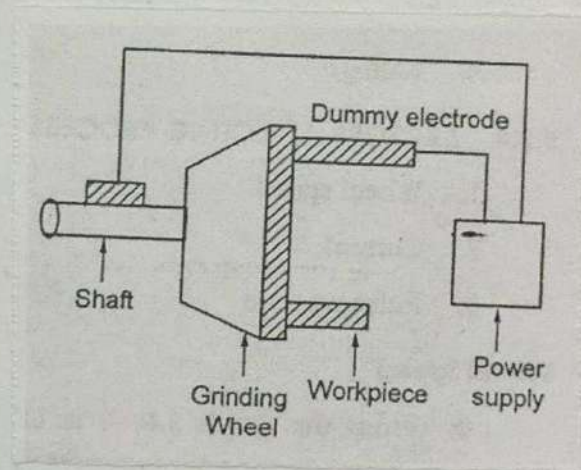 Dummy electrode
Shaft
Grinding
Wheel
Workpiece
Power
supply